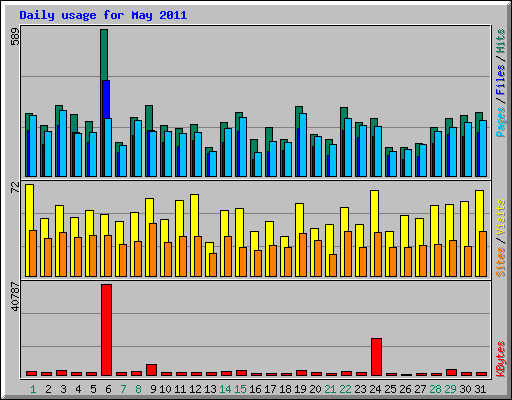 Daily usage for May 2011
589
Pages / Files / Hits
72
Sites / Visits
40787
KBytes
1 2 3 4 5 6 7 8 9 10 11 12 13 14 15 16 17 18 19 20 21 22 23 24 25 26 27 28 29 30 31